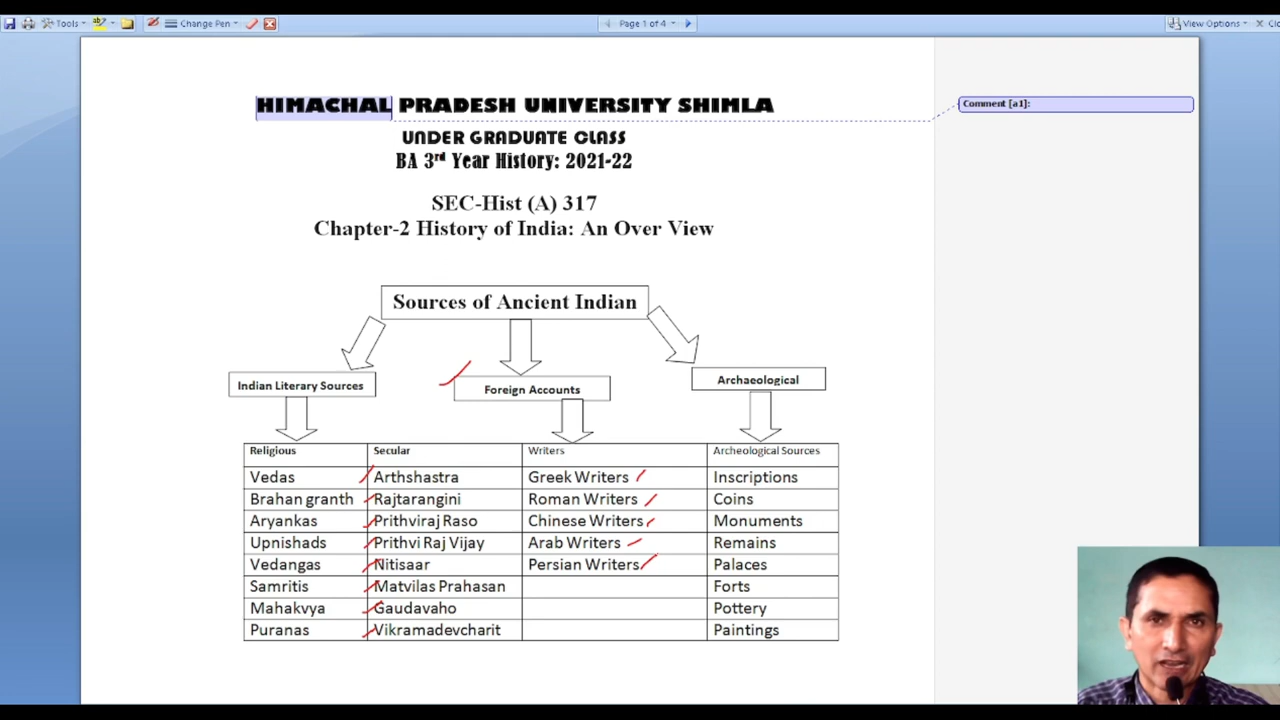 Tools
Change Pen
Page 1 of 4
View Options
Clo
HIMACHAL PRADESH UNIVERSITY SHIMLA
Comment [a1]:
UNDER GRADUATE CLASS
BA 3rd Year History: 2021-22
SEC-Hist (A) 317
Chapter-2 History of India: An Over View
Sources of Ancient Indian
Indian Literary Sources
Foreign Accounts
Archaeological
Religious Secular Writers Archeological Sources
Vedas Arthshastra Greek Writers Inscriptions
Brahan granth Rajtarangini Roman Writers Coins
Aryankas Prithviraj Raso Chinese Writers Monuments
Upnishads Prithvi Raj Vijay Arab Writers Remains
Vedangas Nitisaar Persian Writers Palaces
Samritis Matvilas Prahasan Forts
Mahakvya Gaudavaho Pottery
Puranas Vikramadevcharit Paintings